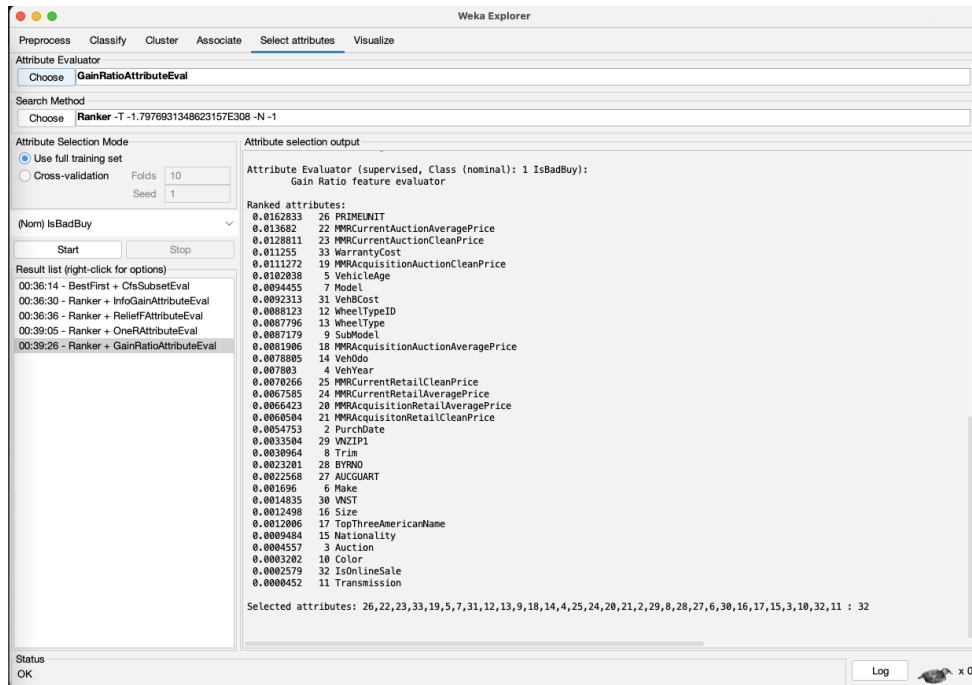 Weka Explorer
Preprocess Classify Cluster Associate Select attributes Visualize
Attribute Evaluator
Choose GainRatioAttributeEval
Search Method
Choose Ranker -T -1.7976931348623157E308 -N -1
Attribute Selection Mode
Use full training set
Cross-validation Folds 10
Seed 1
(Nom) IsBadBuy
Start Stop
Result list (right-click for options)
00:36:14 - BestFirst + CfsSubsetEval
00:36:30 - Ranker + InfoGainAttributeEval
00:36:36 - Ranker + ReliefFAttributeEval
00:39:05 - Ranker + OneRAttributeEval
00:39:26 - Ranker + GainRatioAttributeEval
Attribute selection output
Attribute Evaluator (supervised, Class (nominal): 1 IsBadBuy):
Gain Ratio feature evaluator
Ranked attributes:
0.0162833 26 PRIMEUNIT
0.013682 22 MMRCurrentAuctionAveragePrice
0.0128811 23 MMRCurrentAuctionCleanPrice
0.011255 33 WarrantyCost
0.0111272 19 MMRAcquisitionAuctionCleanPrice
0.0102038 5 VehicleAge
0.0094455 7 Model
0.0092313 31 VehBCost
0.0088123 12 WheelTypeID
0.0087796 13 WheelType
0.0087179 9 SubModel
0.0081906 18 MMRAcquisitionAuctionAveragePrice
0.0078805 14 VehOdo
0.007803 4 VehYear
0.0070266 25 MMRCurrentRetailCleanPrice
0.0067585 24 MMRCurrentRetailAveragePrice
0.0066423 20 MMRAcquisitionRetailAveragePrice
0.0060504 21 MMRAcquisitonRetailCleanPrice
0.0054753 2 PurchDate
0.0033504 29 VNZIP1
0.0030964 8 Trim
0.0023201 28 BYRNO
0.0022568 27 AUCGUART
0.001696 6 Make
0.0014835 30 VNST
0.0012498 16 Size
0.0012006 17 TopThreeAmericanName
0.0009484 15 Nationality
0.0004557 3 Auction
0.0003202 10 Color
0.0002579 32 IsOnlineSale
0.0000452 11 Transmission
Selected attributes: 26,22,23,33,19,5,7,31,12,13,9,18,14,4,25,24,20,21,2,29,8,28,27,6,30,16,17,15,3,10,32,11 : 32
Status
OK
Log
x 0